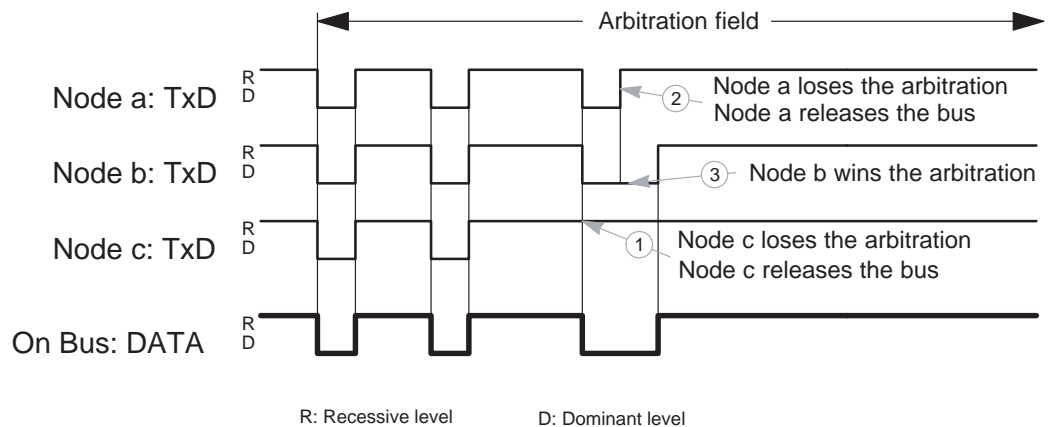 Arbitration field
Node a: TxD
R
D
2
Node a loses the arbitration
Node a releases the bus
Node b: TxD
R
D
3
Node b wins the arbitration
Node c: TxD
R
D
1
Node c loses the arbitration
Node c releases the bus
On Bus: DATA
R
D
R: Recessive level
D: Dominant level